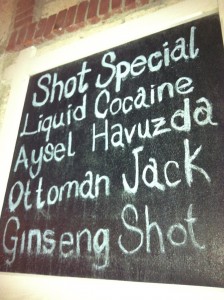 Shot Special
Liquid Cocaine
Aysel Havuzda
Ottoman Jack
Ginseng Shot